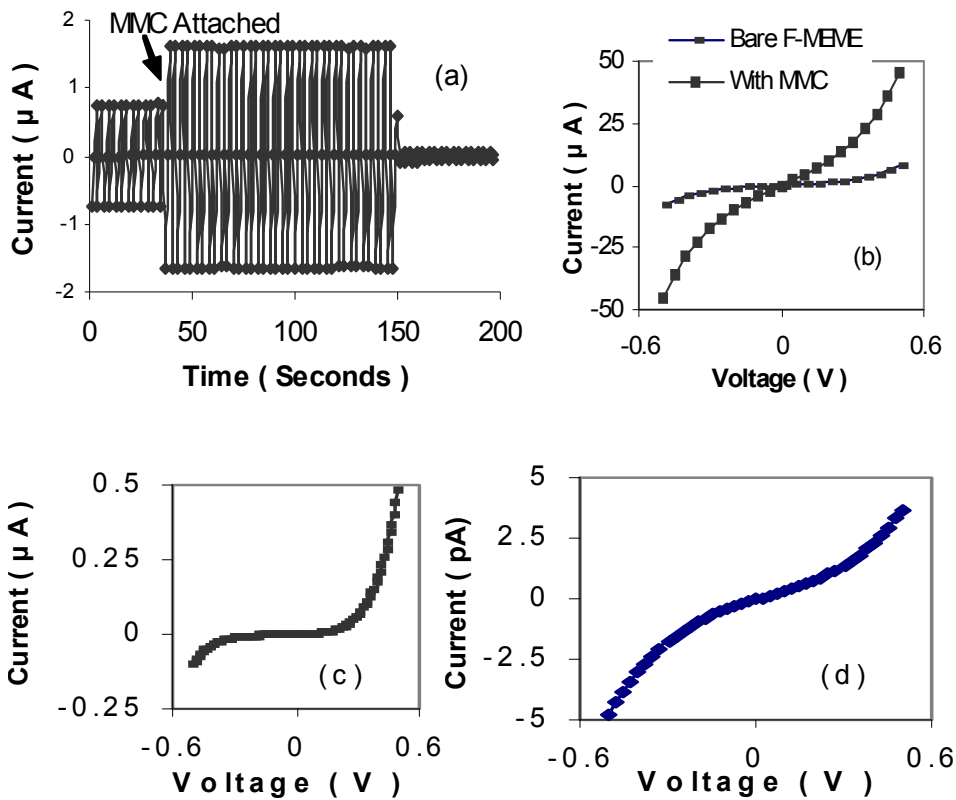 MMC Attached
(a)
Current ( µ A )
2
1
0
-1
-2
0
50
100
150
200
Time ( Seconds )
Bare F-MEME
With MMC
Current ( µ A )
50
25
0
-25
-50
(b)
-0.6
0
0.6
Voltage ( V )
Current ( µ A )
0.5
0.25
0
-0.25
( c )
-0.6
0
0.6
Voltage ( V )
Current ( pA)
5
2.5
0
-2.5
-5
( d )
-0.6
0
0.6
Voltage ( V )